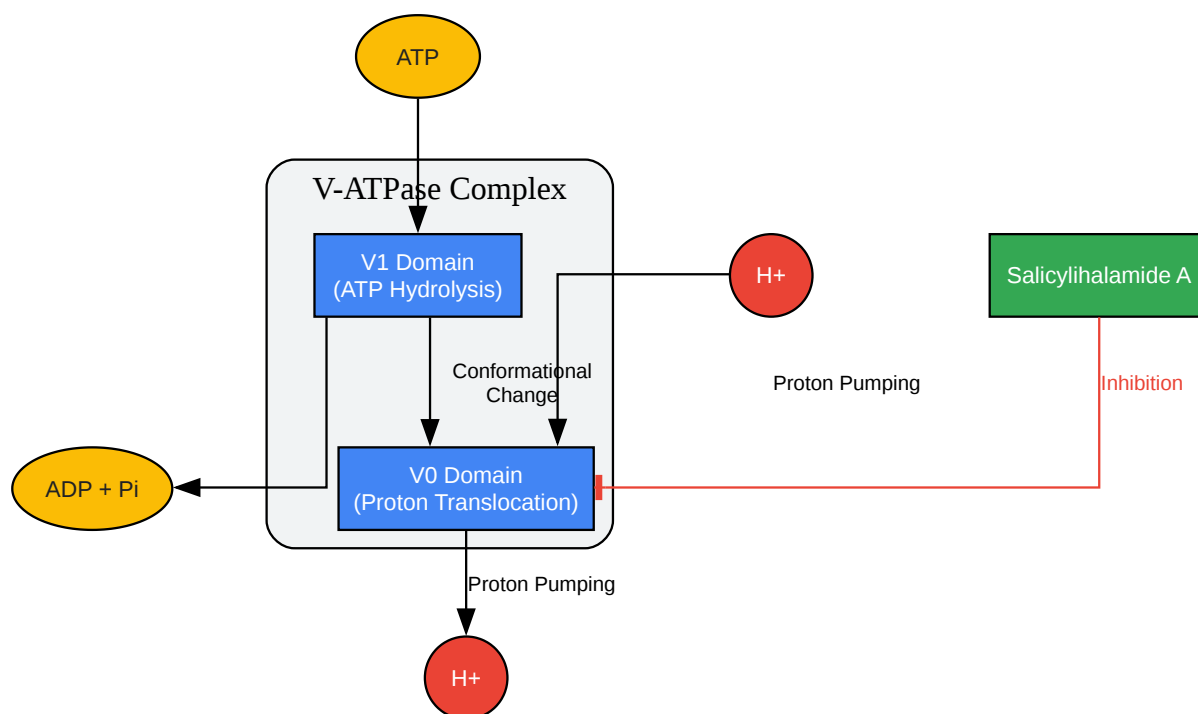 ATP
V-ATPase Complex
V1 Domain
(ATP Hydrolysis)
H+
Salicylihalamide A
Conformational
Change
Proton Pumping
Inhibition
V0 Domain
(Proton Translocation)
ADP + Pi
Proton Pumping
H+